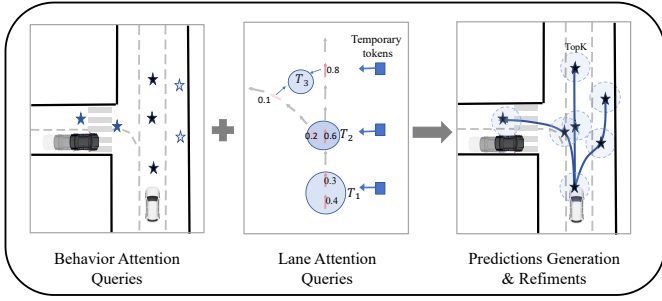 Temporary
tokens
T3
0.8
0.1
0.2
0.6
T2
0.3
0.4
T1
TopK
Behavior Attention
Queries
Lane Attention
Queries
Predictions Generation
& Refiments